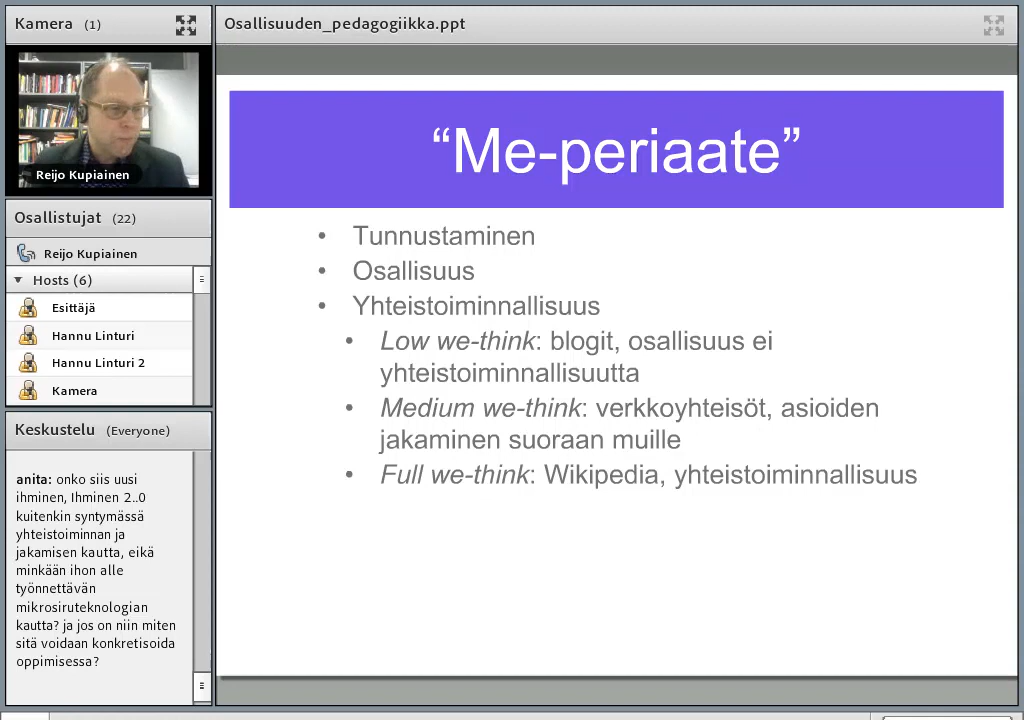 Kamera (1)
Reijo Kupiainen
Osallistujat (22)
Reijo Kupiainen
Hosts (6)
Esittäjä
Hannu Linturi
Hannu Linturi 2
Kamera
Keskustelu (Everyone)
anita: onko siis uusi
ihminen, Ihminen 2..0
kuitenkin syntymässä
yhteistoiminnan ja
jakamisen kautta, eikä
minkään ihon alle
työnnettävän
mikrosiruteknologian
kautta? ja jos on niin miten
sitä voidaan konkretisoida
oppimisessa?
Osallisuuden_pedagogiikka.ppt
“Me-periaate”
• Tunnustaminen
• Osallisuus
• Yhteistoiminnallisuus
• Low we-think: blogit, osallisuus ei
yhteistoiminnallisuutta
• Medium we-think: verkkoyhteisöt, asioiden
jakaminen suoraan muille
• Full we-think: Wikipedia, yhteistoiminnallisuus